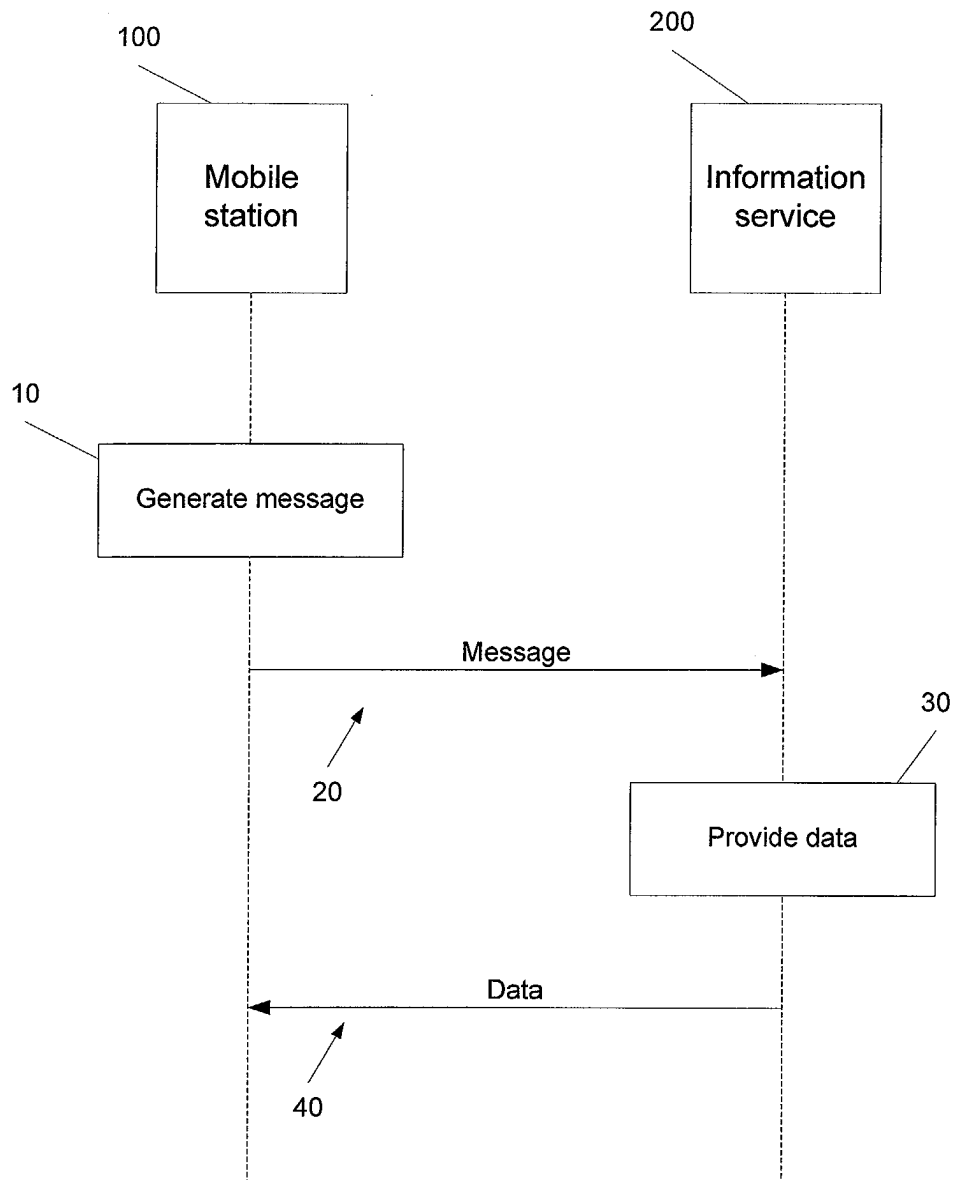 100
200
Mobile
station
Information
service
10
Generate message
Message
20
30
Provide data
Data
40